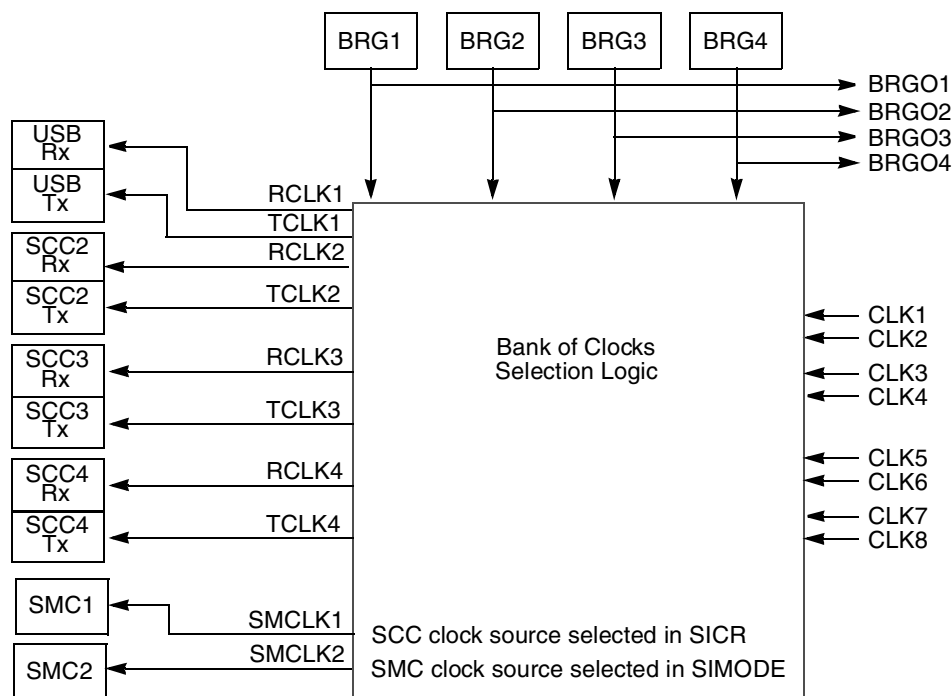 BRG1
BRG2
BRG3
BRG4
BRGO1
BRGO2
BRGO3
BRGO4
USB
Rx
USB
Tx
SCC2
Rx
SCC2
Tx
SCC3
Rx
SCC3
Tx
SCC4
Rx
SCC4
Tx
SMC1
SMC2
RCLK1
TCLK1
RCLK2
TCLK2
RCLK3
TCLK3
RCLK4
TCLK4
SMCLK1
SMCLK2
Bank of Clocks
Selection Logic
SCC clock source selected in SICR
SMC clock source selected in SIMODE
CLK1
CLK2
CLK3
CLK4
CLK5
CLK6
CLK7
CLK8